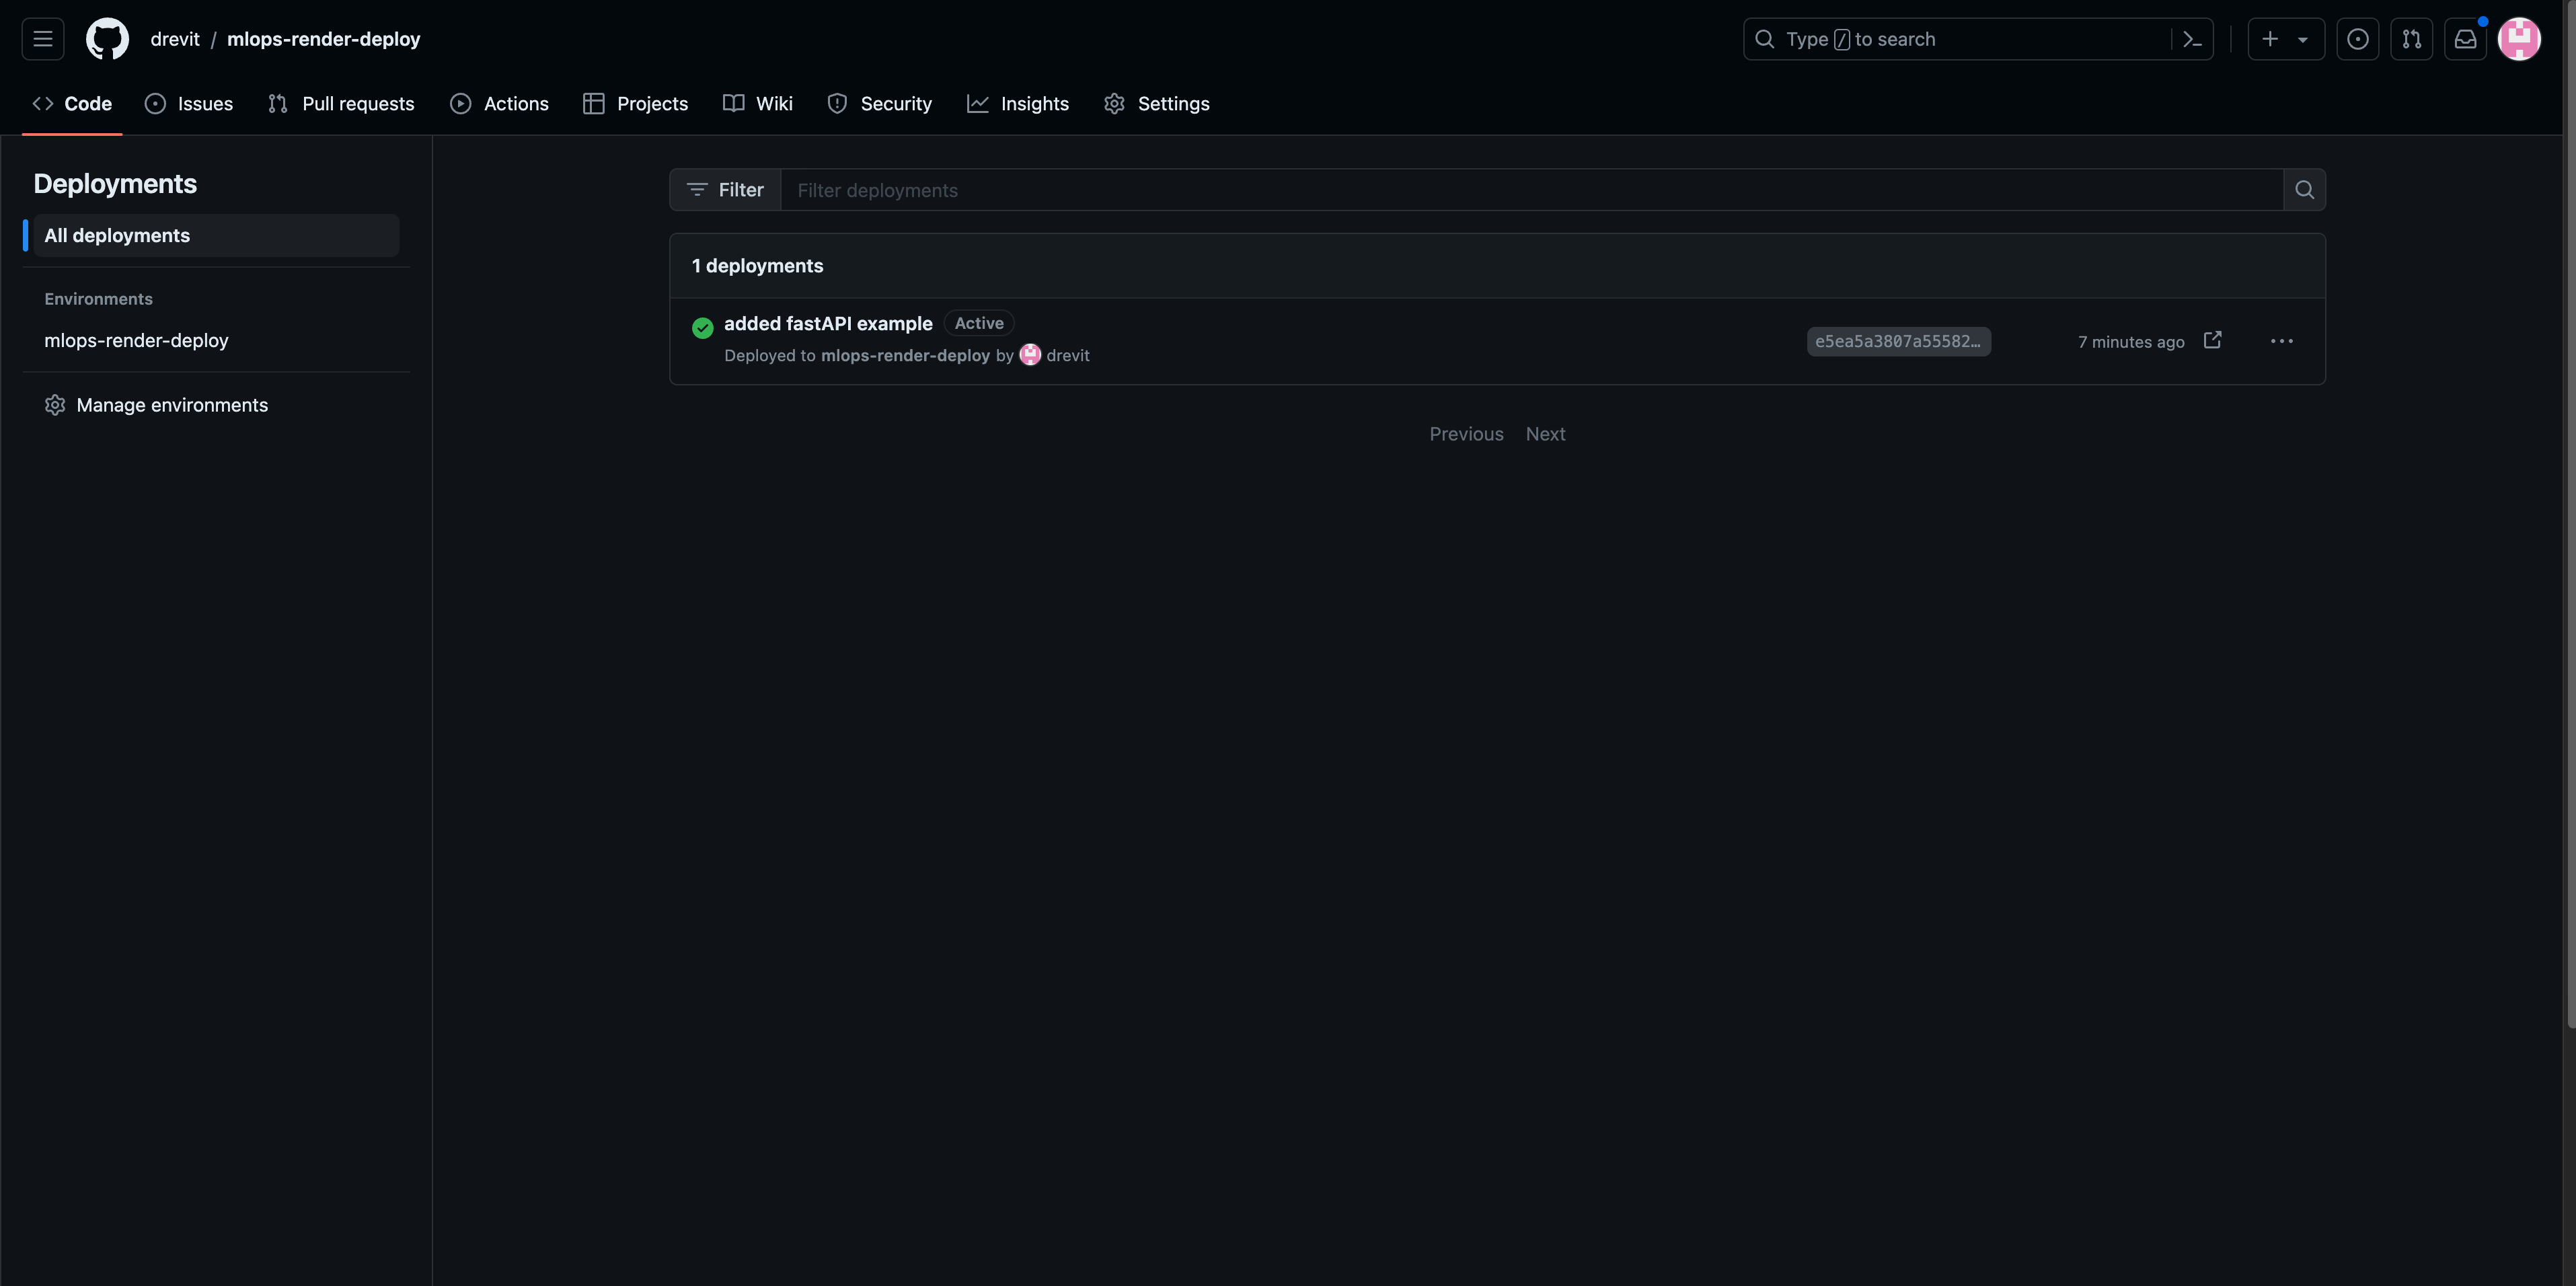 drevit / mlops-render-deploy
Type / to search
Code Issues Pull requests Actions Projects Wiki Security Insights Settings
Deployments
All deployments
Environments
mlops-render-deploy
Manage environments
Filter Filter deployments
1 deployments
added fastAPI example Active
Deployed to mlops-render-deploy by drevit
e5ea5a3807a55582… 7 minutes ago
Previous Next